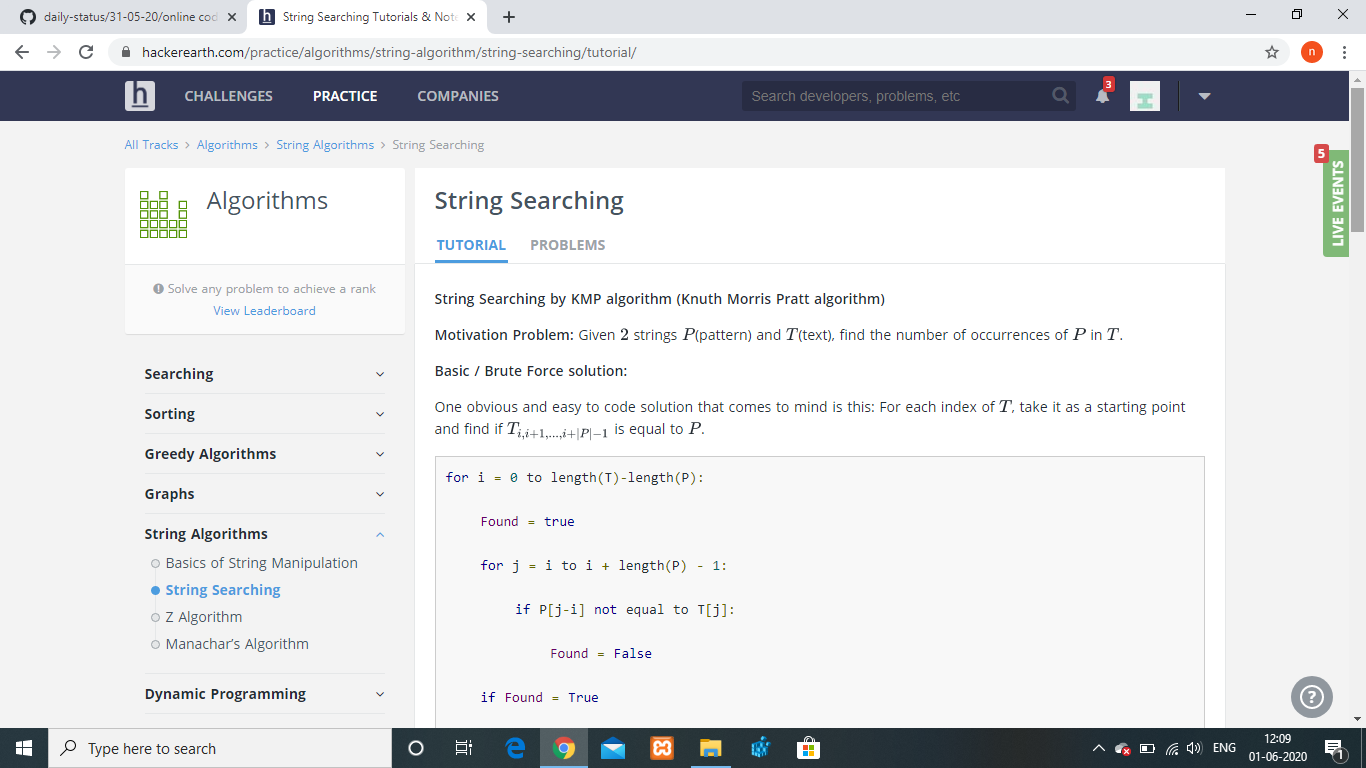 daily-status/31-05-20/online cod
String Searching Tutorials & Note
hackerearth.com/practice/algorithms/string-algorithm/string-searching/tutorial/
n
h
CHALLENGES
PRACTICE
COMPANIES
Search developers, problems, etc
3
All Tracks > Algorithms > String Algorithms > String Searching
5
LIVE EVENTS
Algorithms
Solve any problem to achieve a rank
View Leaderboard
Searching
Sorting
Greedy Algorithms
Graphs
String Algorithms
Basics of String Manipulation
String Searching
Z Algorithm
Manachar's Algorithm
Dynamic Programming
String Searching
TUTORIAL
PROBLEMS
String Searching by KMP algorithm (Knuth Morris Pratt algorithm)
Motivation Problem: Given 2 strings P(pattern) and T(text), find the number of occurrences of P in T.
Basic / Brute Force solution:
One obvious and easy to code solution that comes to mind is this: For each index of T, take it as a starting point
and find if T_{i,i+1,...,i+|P|−1} is equal to P.
for i = 0 to length(T)-length(P):
Found = true
for j = i to i + length(P) - 1:
if P[j-i] not equal to T[j]:
Found = False
if Found = True
?
Type here to search
ENG
12:09
01-06-2020
1